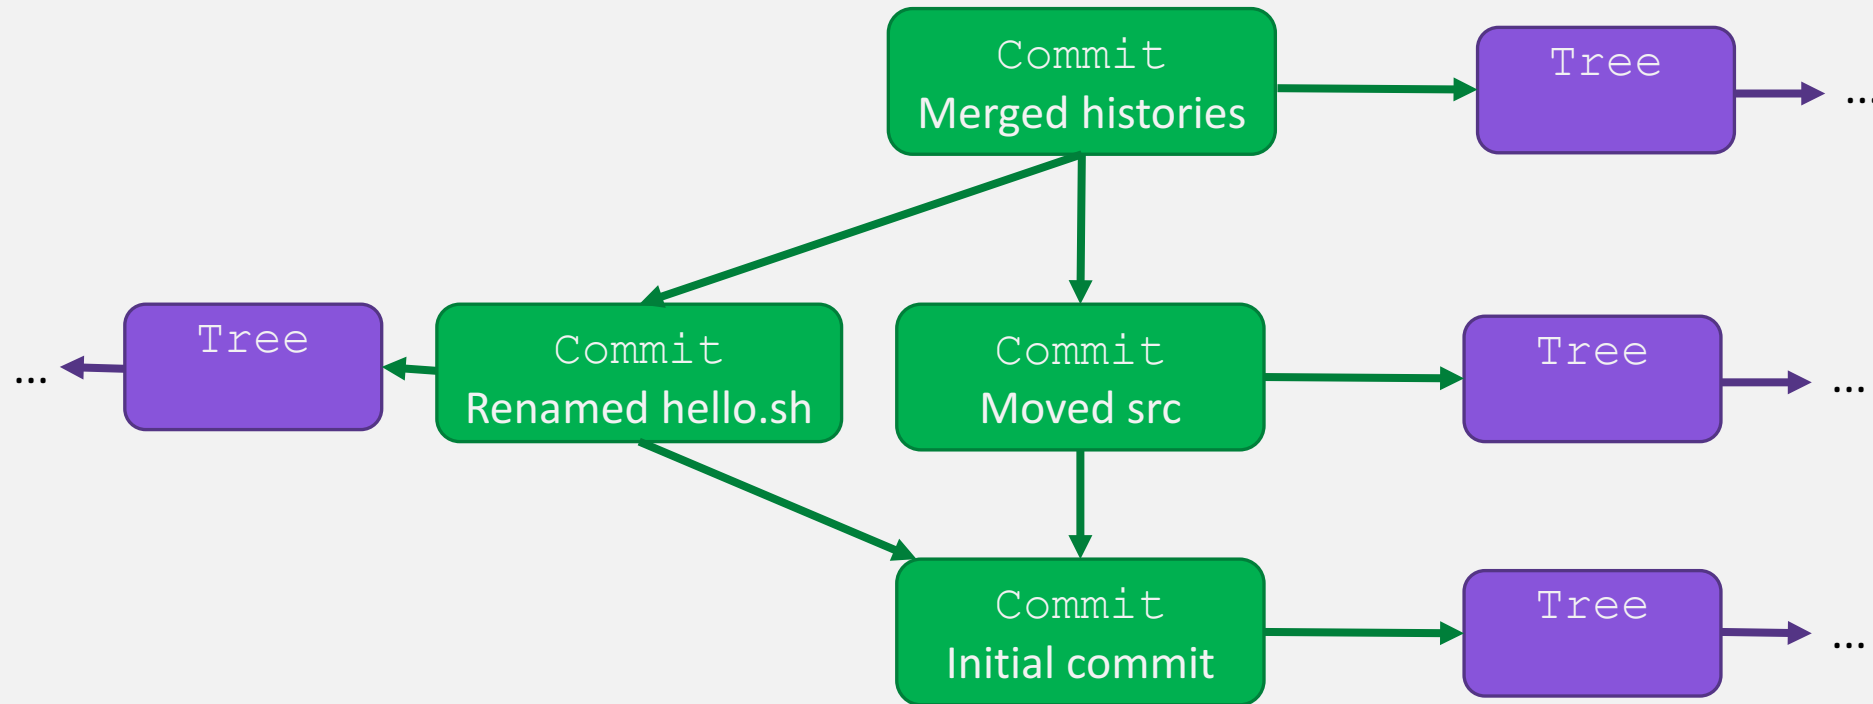 Commit
Merged histories
Tree
...
...
Tree
Commit
Renamed hello.sh
Commit
Moved src
Tree
...
Commit
Initial commit
Tree
...